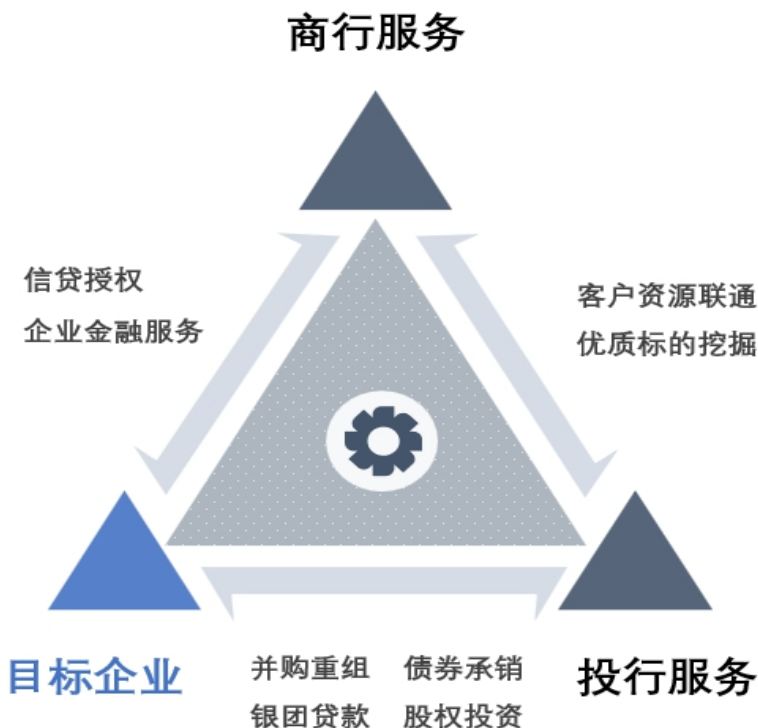 商行服务
信贷授权
企业金融服务
客户资源联通
优质标的挖掘
目标企业
并购重组 债券承销
银团贷款 股权投资
投行服务